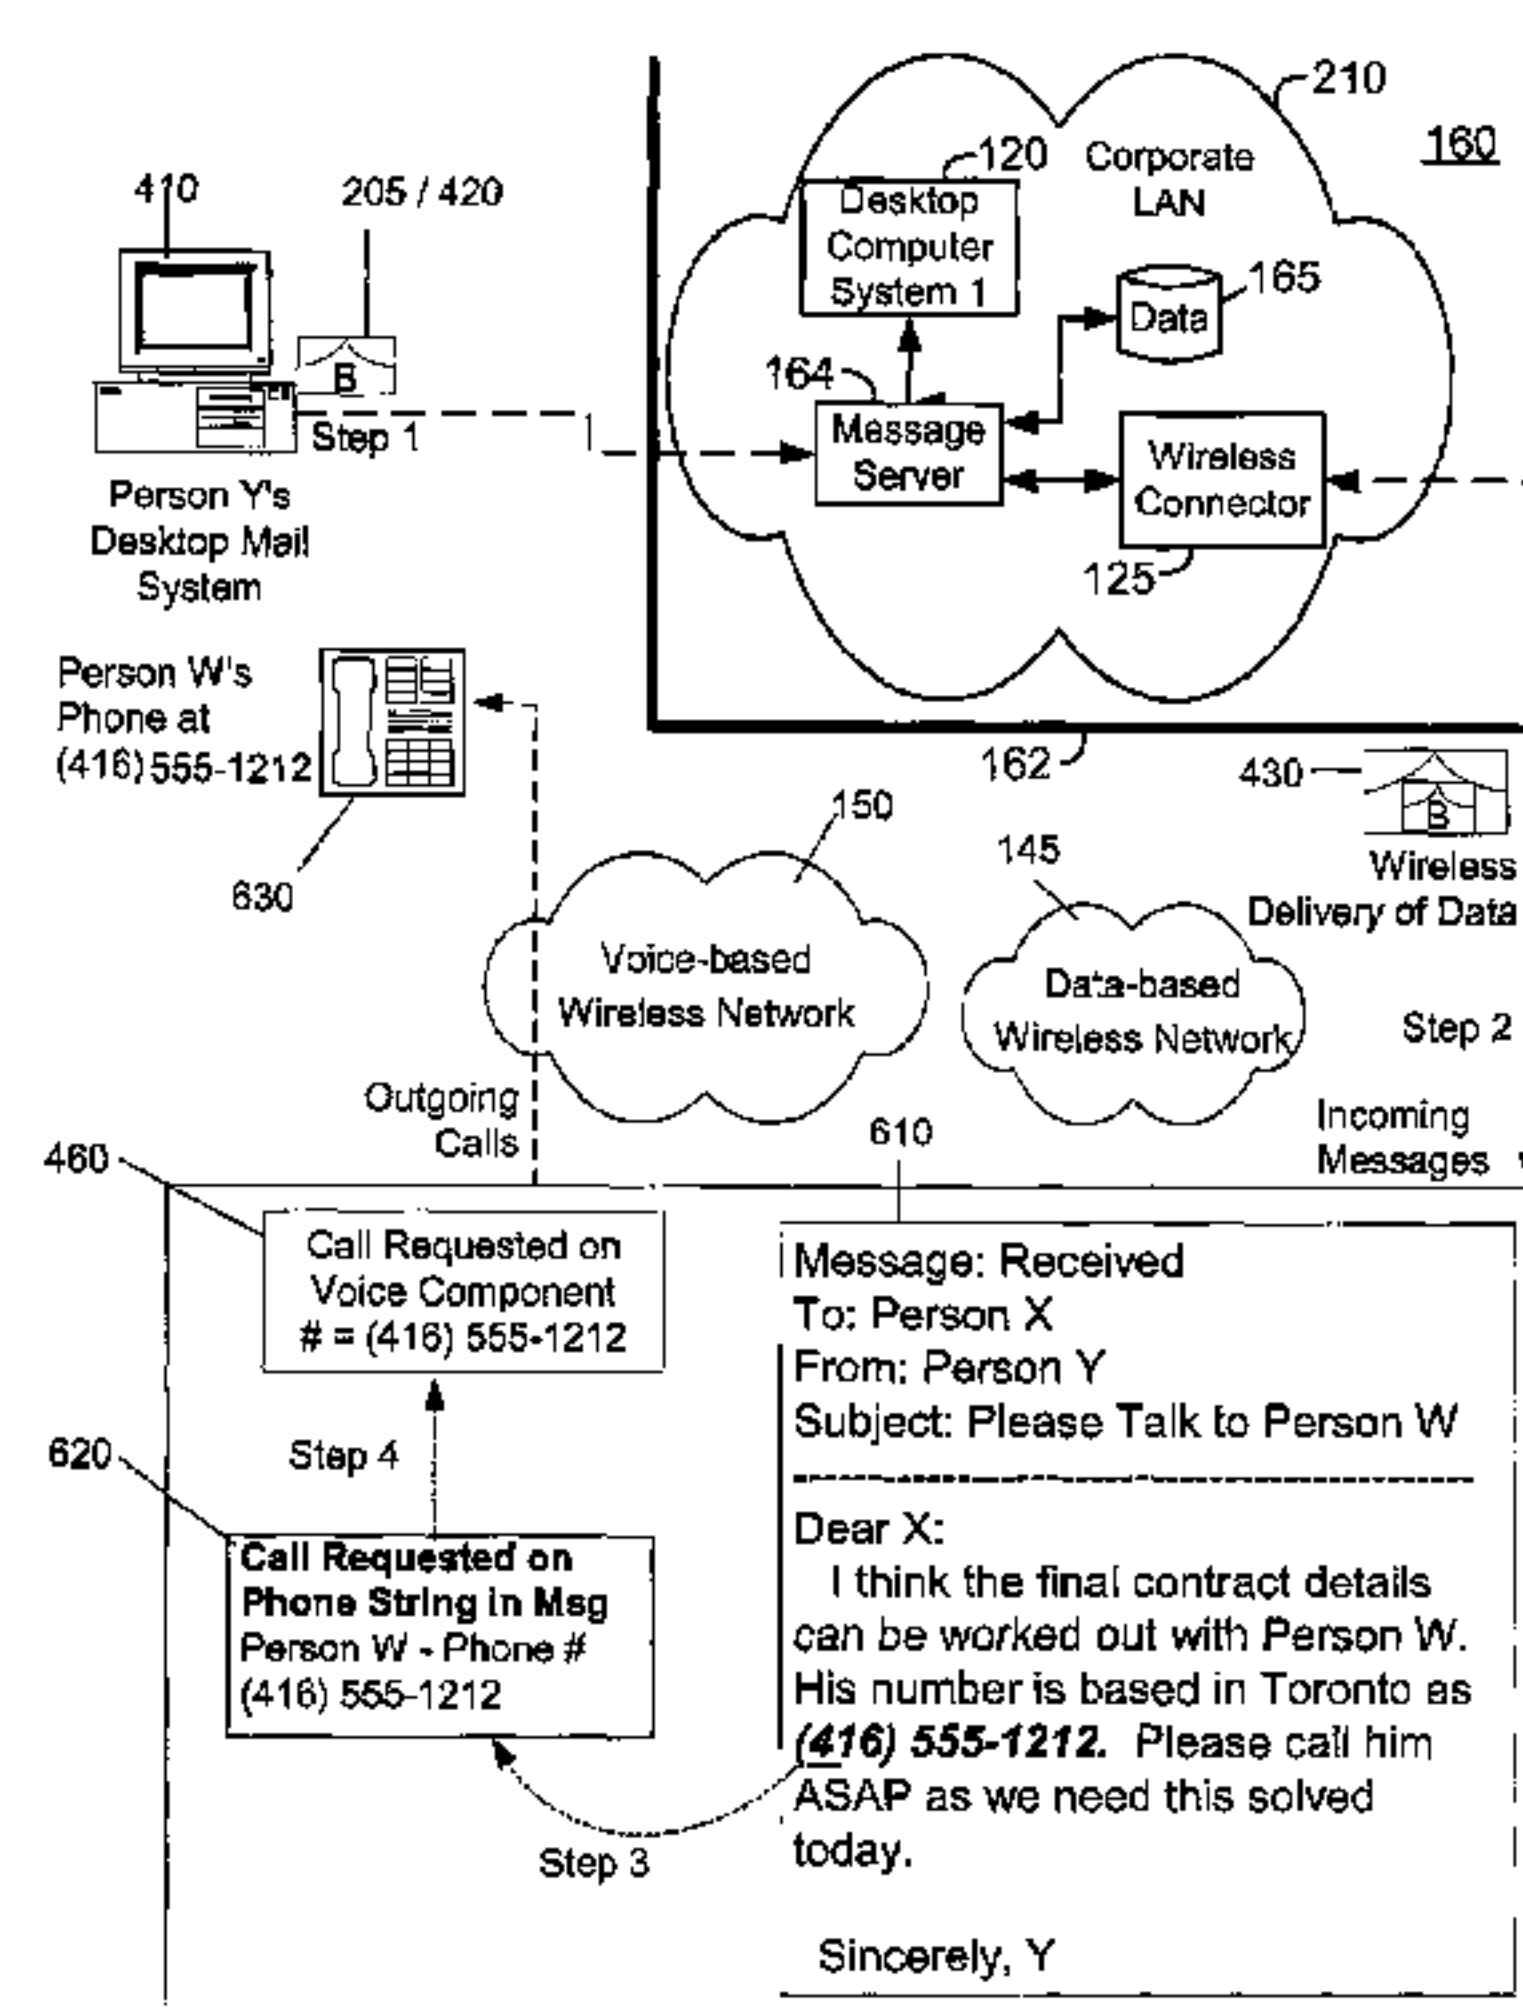 210
160
120
Corporate
LAN
410
205 / 420
Desktop
Computer
System 1
165
Data
164
B
Message
Server
Step 1
Wireless
Connector
125
Person Y's
Desktop Mail
System
Person W's
Phone at
(416) 555-1212
630
162
430
B
Wireless
Delivery of Data
150
145
Voice-based
Wireless Network
Data-based
Wireless Network
Step 2
Outgoing
Calls
Incoming
Messages
460
610
Call Requested on
Voice Component
# = (416) 555-1212
Step 4
620
Call Requested on
Phone String in Msg
Person W - Phone #
(416) 555-1212
Step 3
Message: Received
To: Person X
From: Person Y
Subject: Please Talk to Person W
Dear X:
I think the final contract details
can be worked out with Person W.
His number is based in Toronto as
(416) 555-1212. Please call him
ASAP as we need this solved
today.
Sincerely, Y